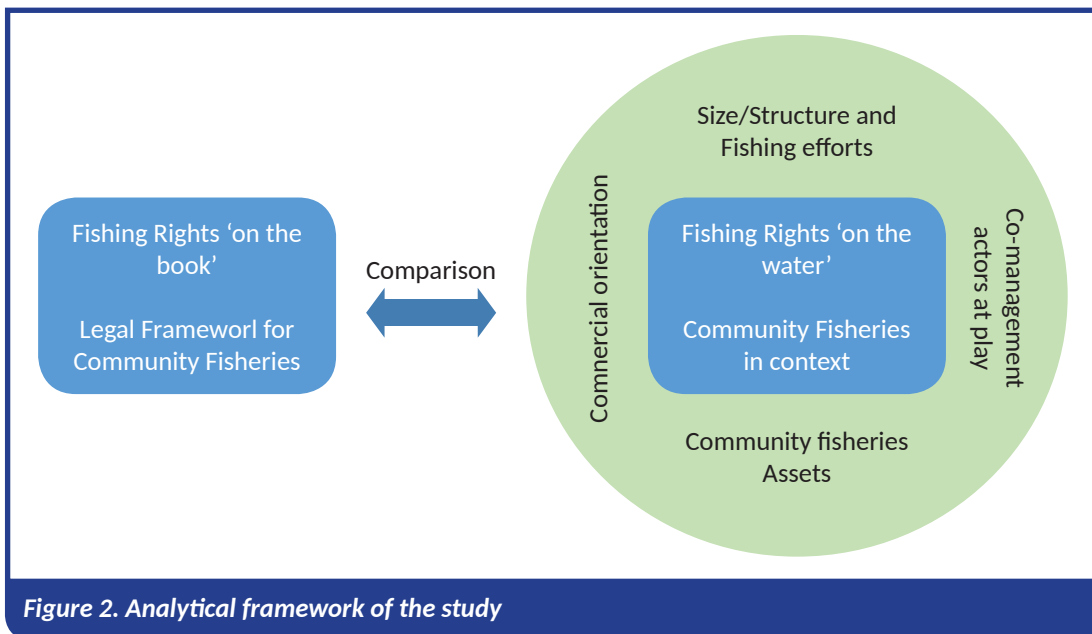 Fishing Rights ‘on the
book’
Legal Frameworl for
Community Fisheries
Comparison
Size/Structure and
Fishing efforts
Commercial orientation
Fishing Rights ‘on the
water’
Community Fisheries
in context
Co-management
actors at play
Community fisheries
Assets
Figure 2. Analytical framework of the study